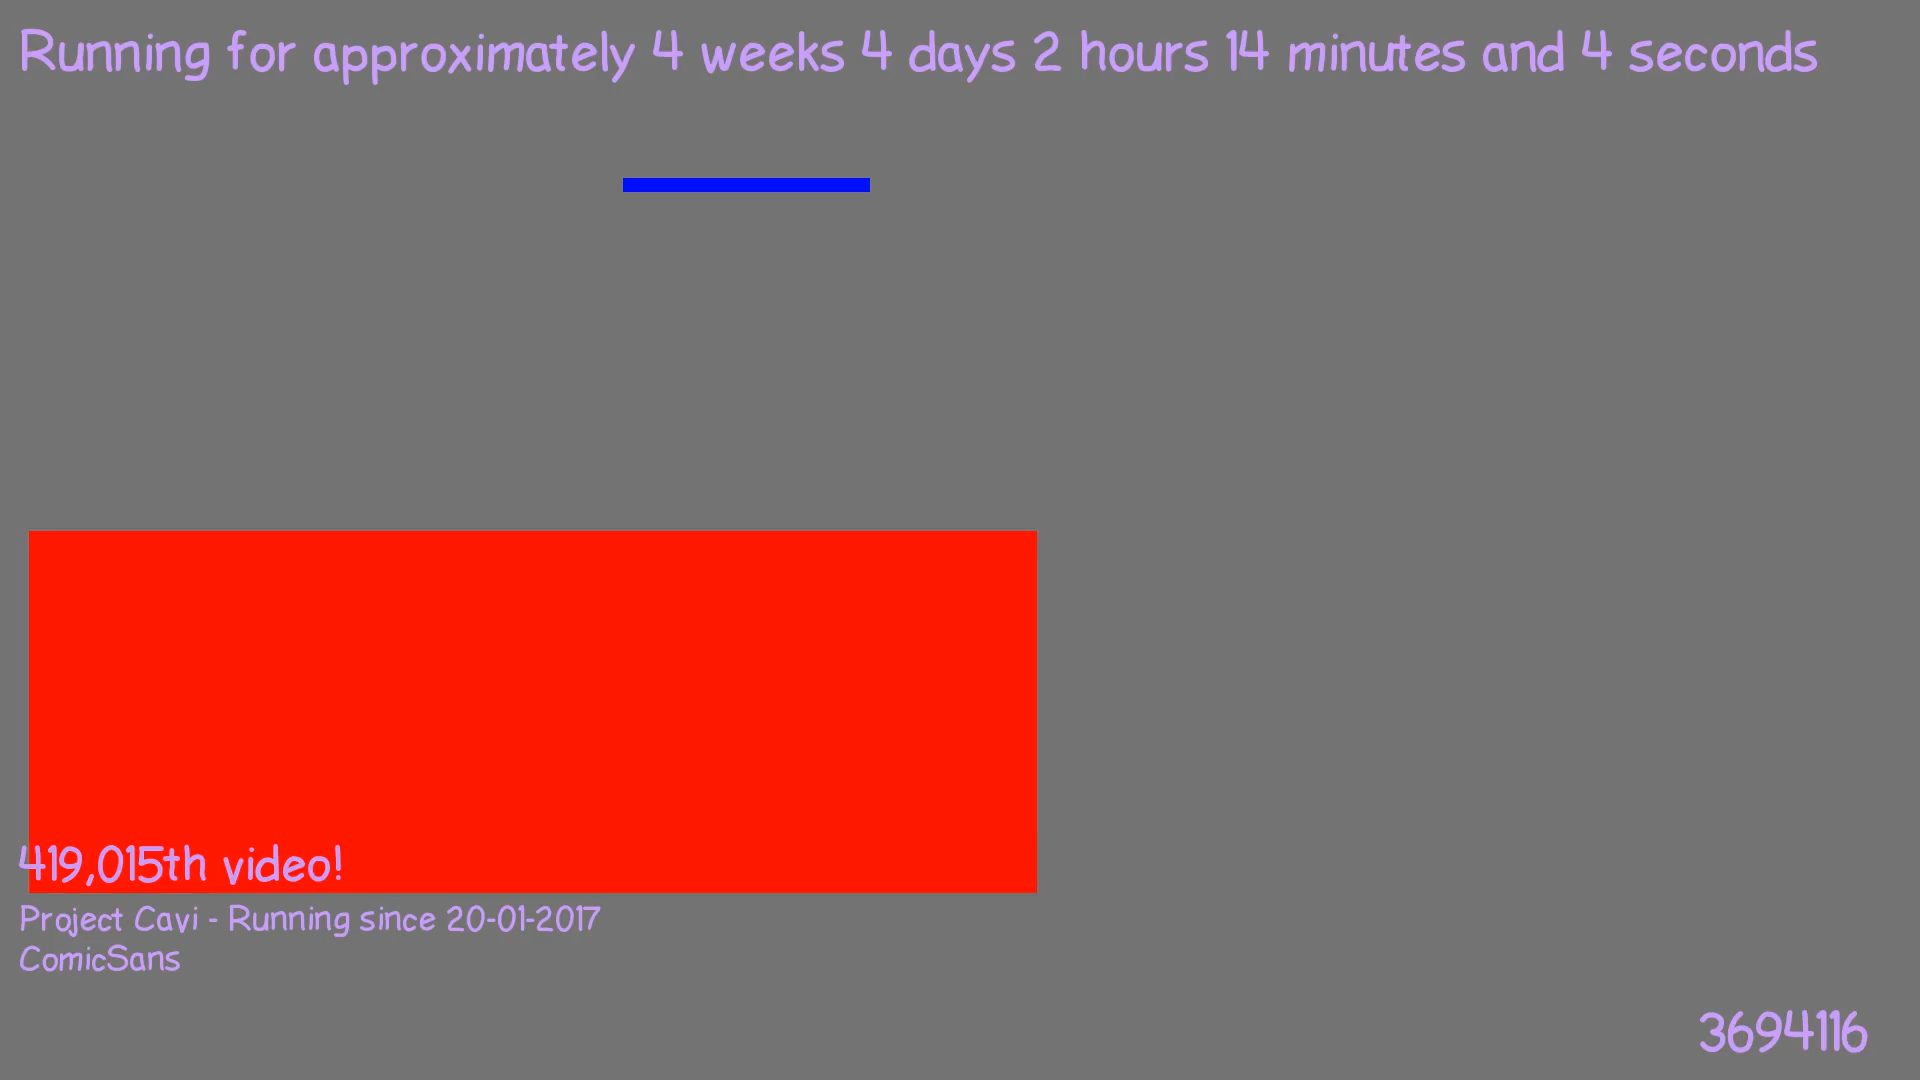 Running for approximately 4 weeks 4 days 2 hours 14 minutes and 4 seconds
419,015th video!
Project Cavi - Running since 20-01-2017
ComicSans
3694116